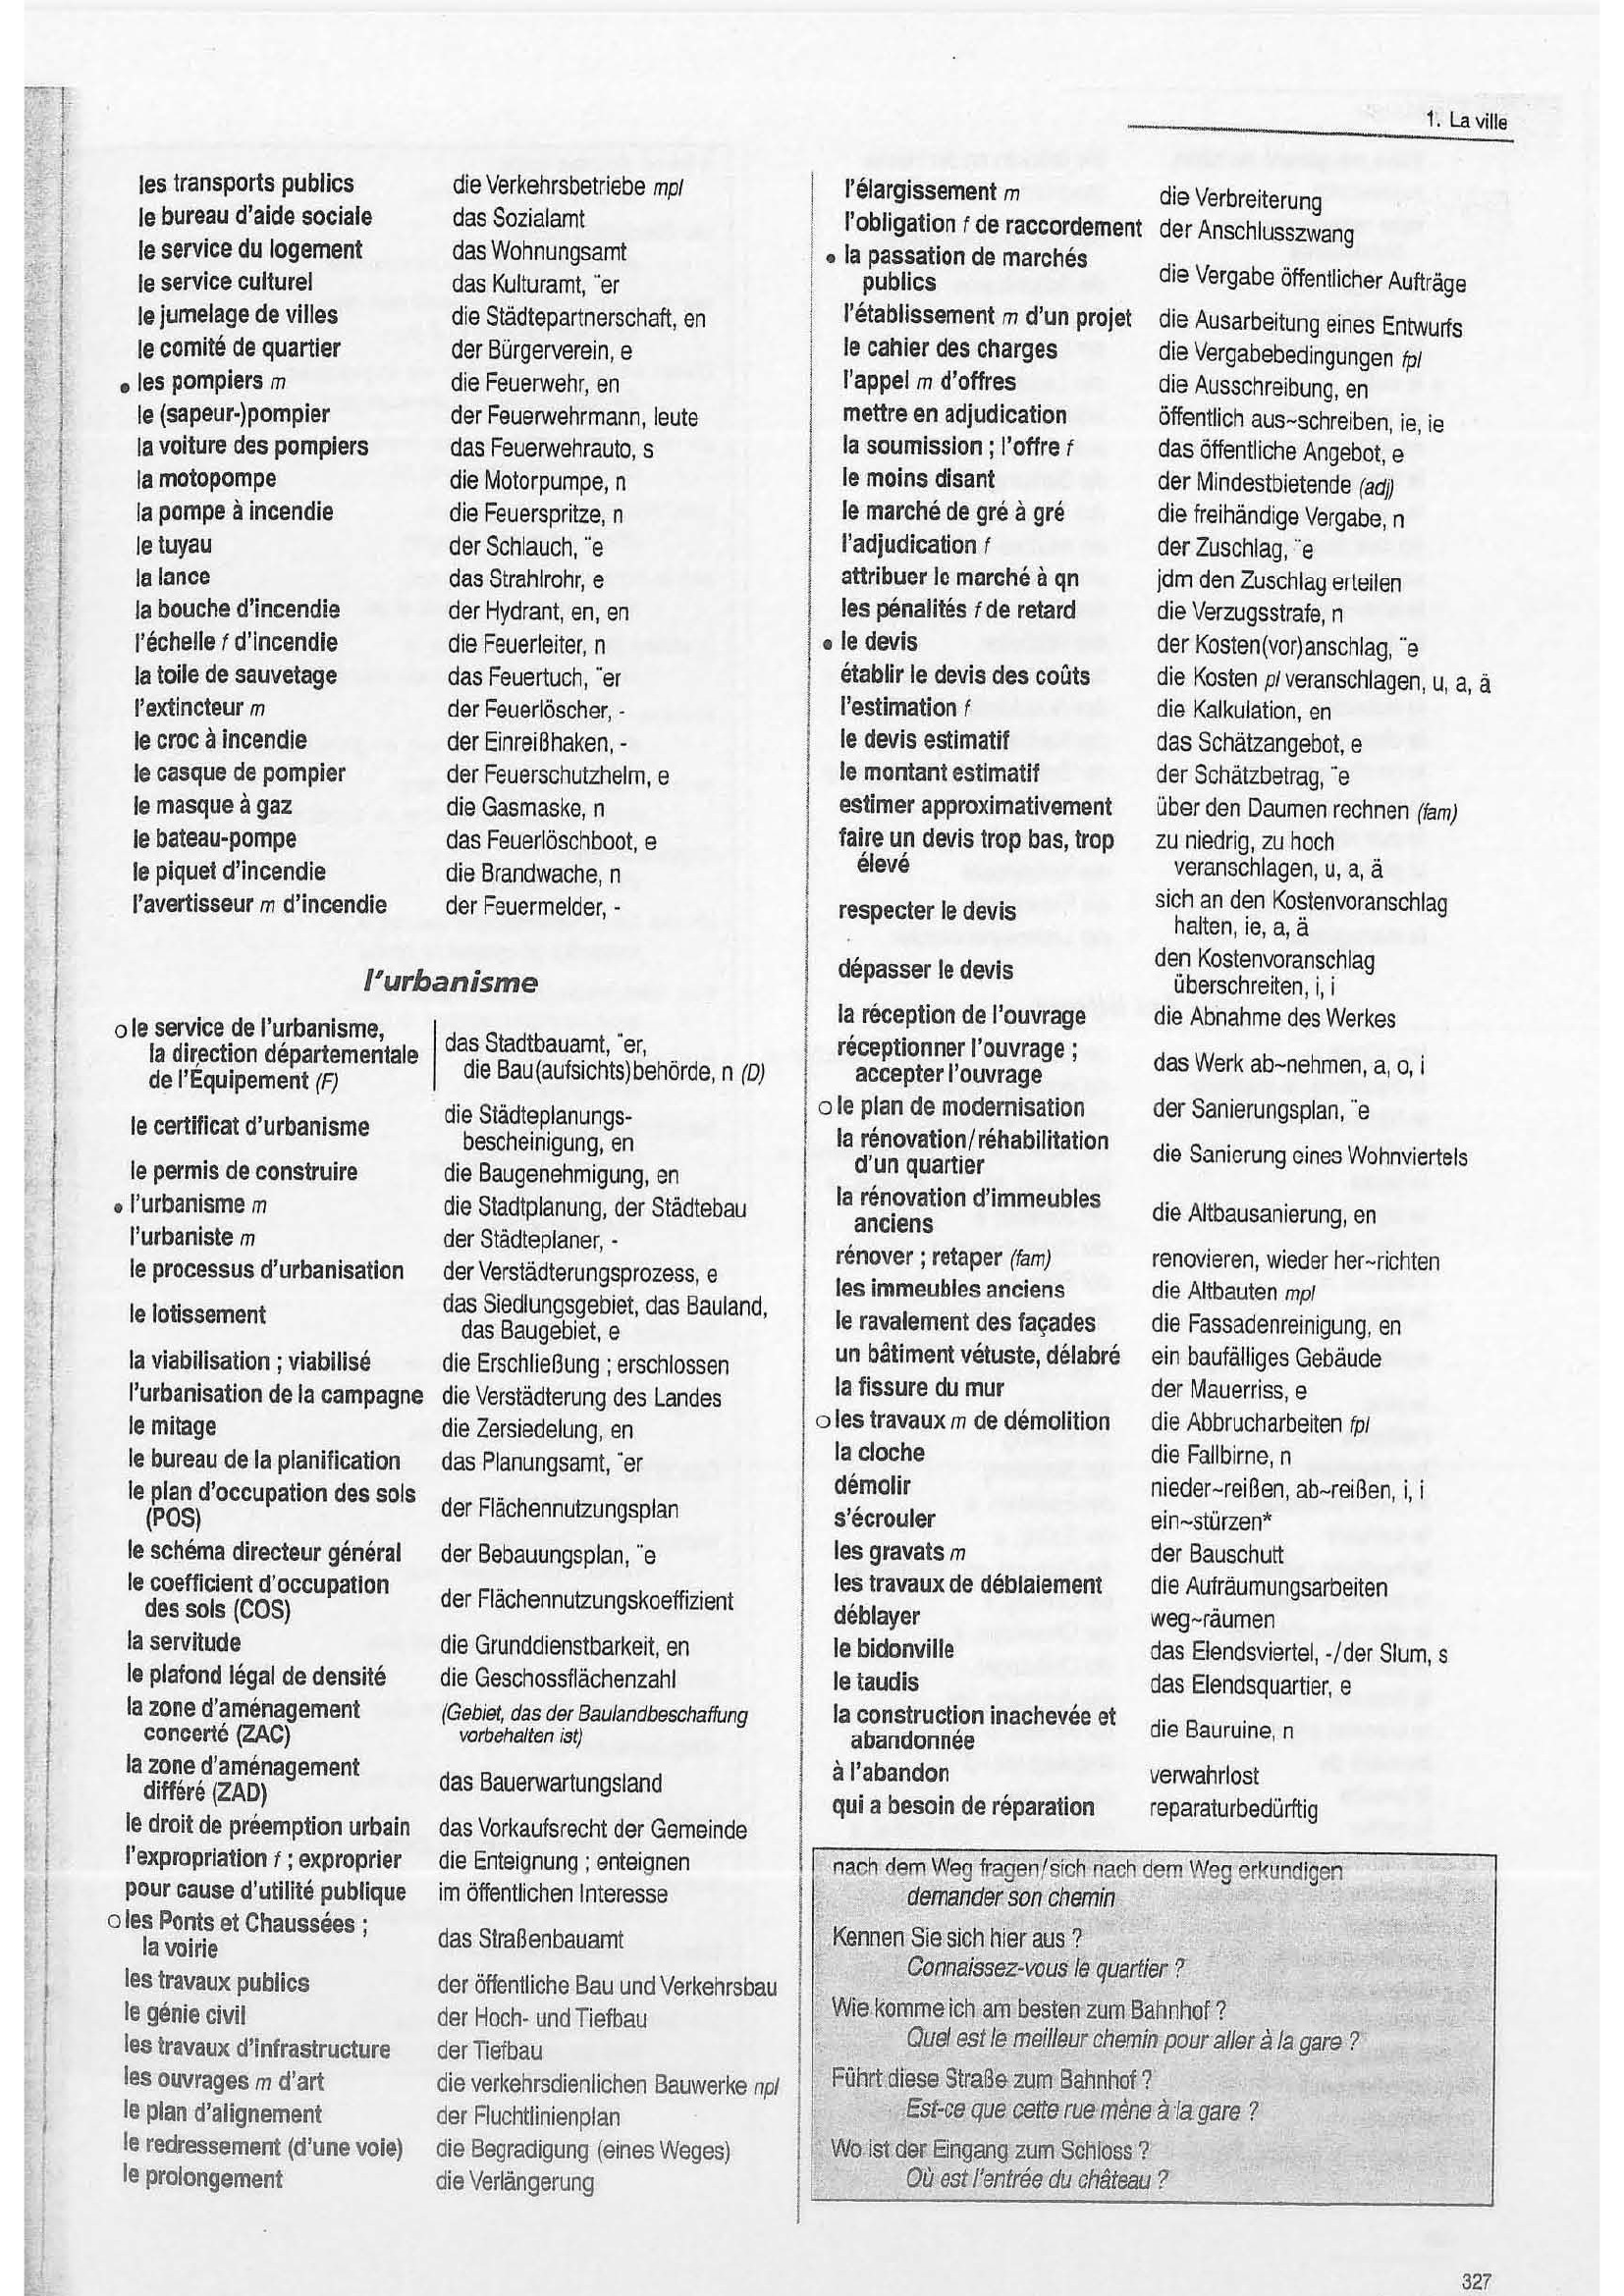 1. La ville
les transports publics die Verkehrsbetriebe mpl
le bureau d'aide sociale das Sozialamt
le service du logement das Wohnungsamt
le service culturel das Kulturamt, ¨er
le jumelage de villes die Städtepartnerschaft, en
le comité de quartier der Bürgerverein, e
• les pompiers m die Feuerwehr, en
le (sapeur-)pompier der Feuerwehrmann, leute
la voiture des pompiers das Feuerwehrauto, s
la motopompe die Motorpumpe, n
la pompe à incendie die Feuerspritze, n
le tuyau der Schlauch, ¨e
la lance das Strahlrohr, e
la bouche d'incendie der Hydrant, en, en
l'échelle f d'incendie die Feuerleiter, n
la toile de sauvetage das Feuertuch, ¨er
l'extincteur m der Feuerlöscher, -
le croc à incendie der Einreißhaken, -
le casque de pompier der Feuerschutzhelm, e
le masque à gaz die Gasmaske, n
le bateau-pompe das Feuerlöschboot, e
le piquet d'incendie die Brandwache, n
l'avertisseur m d'incendie der Feuermelder, -
l'urbanisme
o le service de l'urbanisme,
la direction départementale
de l'Équipement (F)
das Stadtbauamt, ¨er,
die Bau(aufsichts)behörde, n (D)
le certificat d'urbanisme
die Städteplanungs-
bescheinigung, en
le permis de construire die Baugenehmigung, en
• l'urbanisme m die Stadtplanung, der Städtebau
l'urbaniste m der Städteplaner, -
le processus d'urbanisation der Verstädterungsprozess, e
le lotissement
das Siedlungsgebiet, das Bauland,
das Baugebiet, e
la viabilisation ; viabilisé die Erschließung ; erschlossen
l'urbanisation de la campagne die Verstädterung des Landes
le mitage die Zersiedelung, en
le bureau de la planification das Planungsamt, ¨er
le plan d'occupation des sols
(POS)
der Flächennutzungsplan
le schéma directeur général der Bebauungsplan, ¨e
le coefficient d'occupation
des sols (COS)
der Flächennutzungskoeffizient
la servitude die Grunddienstbarkeit, en
le plafond légal de densité die Geschossflächenzahl
la zone d'aménagement
concerté (ZAC)
(Gebiet, das der Baulandbeschaffung
vorbehalten ist)
la zone d'aménagement
différé (ZAD)
das Bauerwartungsland
le droit de préemption urbain das Vorkaufsrecht der Gemeinde
l'expropriation f ; exproprier die Enteignung ; enteignen
pour cause d'utilité publique im öffentlichen Interesse
o les Ponts et Chaussées ;
la voirie
das Straßenbauamt
les travaux publics der öffentliche Bau und Verkehrsbau
le génie civil der Hoch- und Tiefbau
les travaux d'infrastructure der Tiefbau
les ouvrages m d'art die verkehrsdienlichen Bauwerke npl
le plan d'alignement der Fluchtlinienplan
le redressement (d'une voie) die Begradigung (eines Weges)
le prolongement die Verlängerung
l'élargissement m die Verbreiterung
l'obligation f de raccordement der Anschlusszwang
• la passation de marchés
publics
die Vergabe öffentlicher Aufträge
l'établissement m d'un projet die Ausarbeitung eines Entwurfs
le cahier des charges die Vergabebedingungen fpl
l'appel m d'offres die Ausschreibung, en
mettre en adjudication öffentlich aus~schreiben, ie, ie
la soumission ; l'offre f das öffentliche Angebot, e
le moins disant der Mindestbietende (adj)
le marché de gré à gré die freihändige Vergabe, n
l'adjudication f der Zuschlag, ¨e
attribuer le marché à qn jdm den Zuschlag erteilen
les pénalités f de retard die Verzugsstrafe, n
• le devis der Kosten(vor)anschlag, ¨e
établir le devis des coûts die Kosten pl veranschlagen, u, a, ä
l'estimation f die Kalkulation, en
le devis estimatif das Schätzangebot, e
le montant estimatif der Schätzbetrag, ¨e
estimer approximativement über den Daumen rechnen (fam)
faire un devis trop bas, trop
élevé
zu niedrig, zu hoch
veranschlagen, u, a, ä
respecter le devis
sich an den Kostenvoranschlag
halten, ie, a, ä
dépasser le devis
den Kostenvoranschlag
überschreiten, i, i
la réception de l'ouvrage die Abnahme des Werkes
réceptionner l'ouvrage ;
accepter l'ouvrage
das Werk ab~nehmen, a, o, i
o le plan de modernisation der Sanierungsplan, ¨e
la rénovation/réhabilitation
d'un quartier
die Sanierung eines Wohnviertels
la rénovation d'immeubles
anciens
die Altbausanierung, en
rénover ; retaper (fam) renovieren, wieder her~richten
les immeubles anciens die Altbauten mpl
le ravalement des façades die Fassadenreinigung, en
un bâtiment vétuste, délabré ein baufälliges Gebäude
la fissure du mur der Mauerriss, e
o les travaux m de démolition die Abbrucharbeiten fpl
la cloche die Fallbirne, n
démolir nieder~reißen, ab~reißen, i, i
s'écrouler ein~stürzen*
les gravats m der Bauschutt
les travaux de déblaiement die Aufräumungsarbeiten
déblayer weg~räumen
le bidonville das Elendsviertel, -/der Slum, s
le taudis das Elendsquartier, e
la construction inachevée et
abandonnée
die Bauruine, n
à l'abandon verwahrlost
qui a besoin de réparation reparaturbedürftig
nach dem Weg fragen/sich nach dem Weg erkundigen
demander son chemin
Kennen Sie sich hier aus ?
Connaissez-vous le quartier ?
Wie komme ich am besten zum Bahnhof ?
Quel est le meilleur chemin pour aller à la gare ?
Führt diese Straße zum Bahnhof ?
Est-ce que cette rue mène à la gare ?
Wo ist der Eingang zum Schloss ?
Où est l'entrée du château ?
327